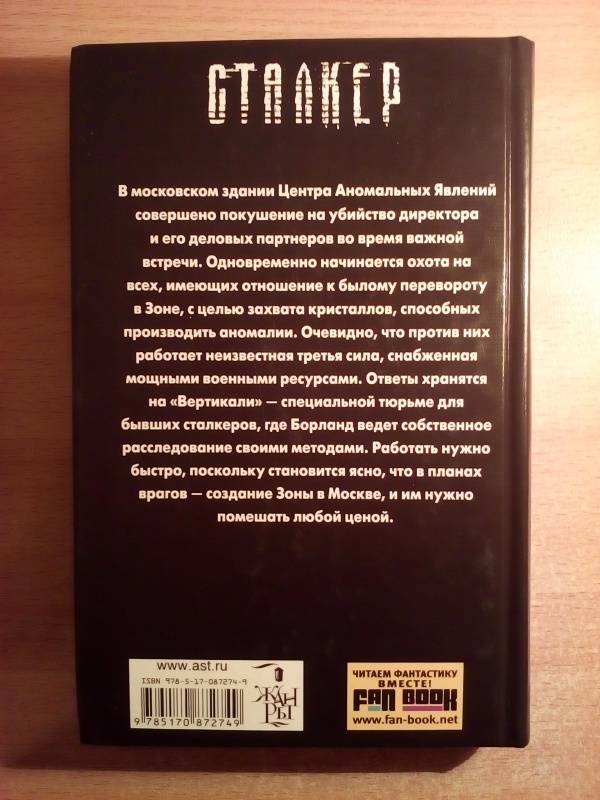 СТАЛКЕР
В московском здании Центра Аномальных Явлений
совершено покушение на убийство директора
и его деловых партнеров во время важной
встречи. Одновременно начинается охота на
всех, имеющих отношение к былому перевороту
в Зоне, с целью захвата кристаллов, способных
производить аномалии. Очевидно, что против них
работает неизвестная третья сила, снабженная
мощными военными ресурсами. Ответы хранятся
на «Вертикали» — специальной тюрьме для
бывших сталкеров, где Борланд ведет собственное
расследование своими методами. Работать нужно
быстро, поскольку становится ясно, что в планах
врагов — создание Зоны в Москве, и им нужно
помешать любой ценой.
www.ast.ru
ISBN 978-5-17-087274-9
9 785170 872749
ЖАНРЫ
ЧИТАЕМ ФАНТАСТИКУ
ВМЕСТЕ!
FAN BOOK
www.fan-book.net